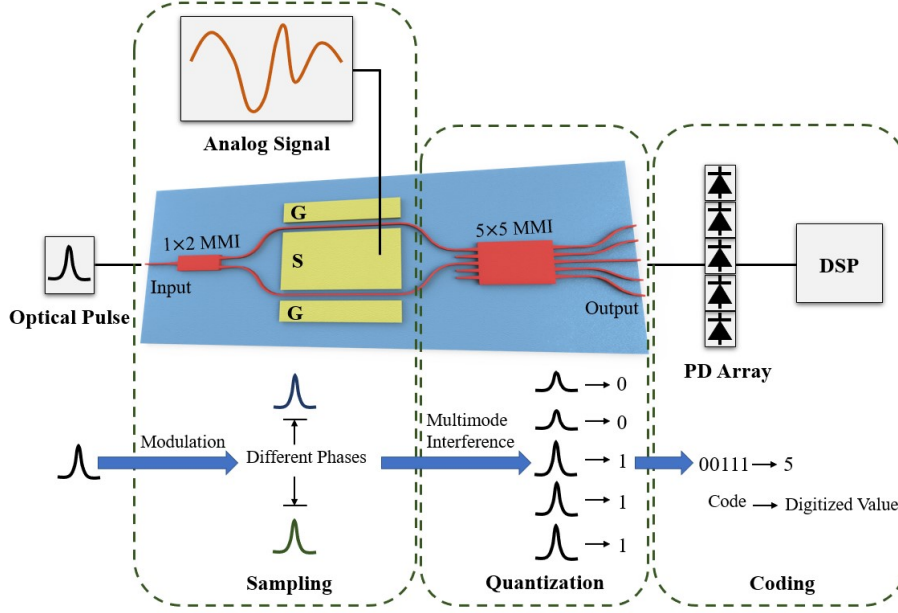 Analog Signal
G
1×2 MMI
5×5 MMI
S
DSP
Input
Output
G
Optical Pulse
PD Array
0
0
Modulation
Multimode
Interference
Different Phases
1
00111
5
1
Code
Digitized Value
1
Sampling
Quantization
Coding